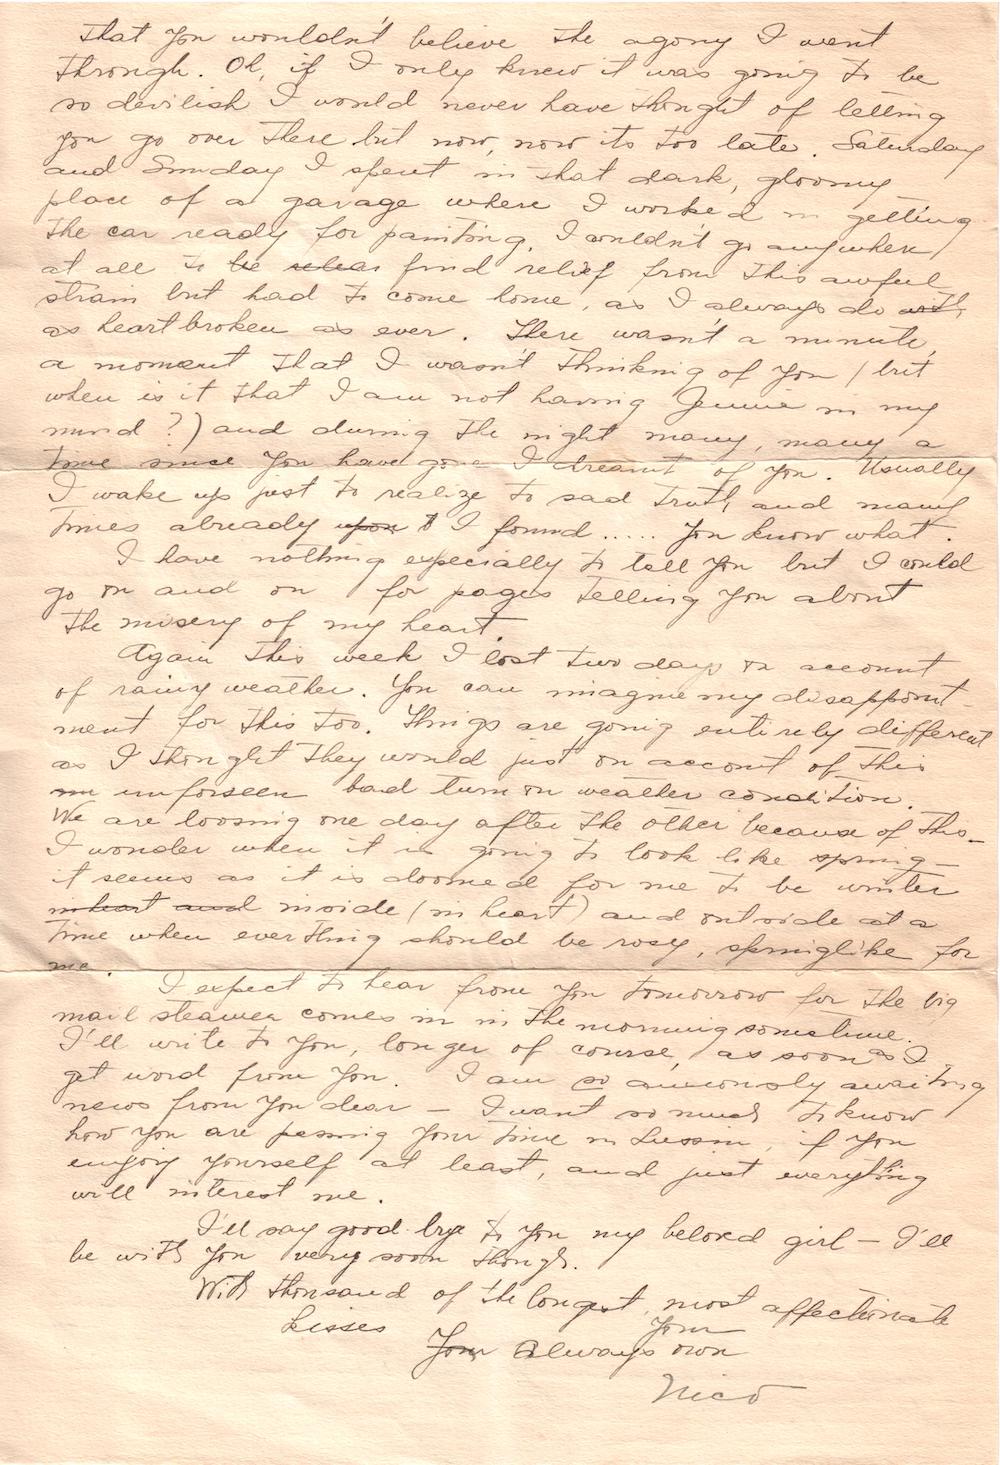 that you wouldn't believe the agony I went
through. Oh, if I only knew it was going to be
so devilish I would never have thought of letting
you go over there but now, now its too late. Saturday
and Sunday I spent in that dark, gloomy
place of a garage where I worked in getting
the car ready for painting. I couldn't go anywhere
at all to be find relief from this awful
strain but had to come home, as I always do with,
as heartbroken as ever. There wasn't a minute,
a moment that I wasn't thinking of you (but
when is it that I am not having in my
mind?) and during the night many, many a
time since you have gone I dreamt of you. Usually
I wake up just to realize to sad truth and many
times already upon I found ..... you know what.
I have nothing especially to tell you but I could
go on and on for pages telling you about
the misery of my heart.
Again this week I lost two days on account
of rainy weather. You can imagine my disappoint-
ment for this too. Things are going entirely different
as I thought they would just on account of this
unforseen bad turn on weather condition.
We are loosing one day after the other because of this -
I wonder when it is going to look like spring -
it seems as it is doomed for me to be winter
in heart and inside (in heart) and outside at a
time when everthing should be rosy, springlike for
me.
I expect to hear from you tomorrow for the big
mail steamer comes in in the morning sometime.
I'll write to you, longer of course, as soon as I
get word from you. I am so anxiously awaiting
news from you dear - I want so much to know
how you are passing your time in Lussin, if you
enjoy yourself at least, and just everything
will interest me.
I'll say good-bye to you my beloved girl - I'll
be with you very soon though.
With thousand of the longest, most affectionate
kisses Your
Your always own
Nico